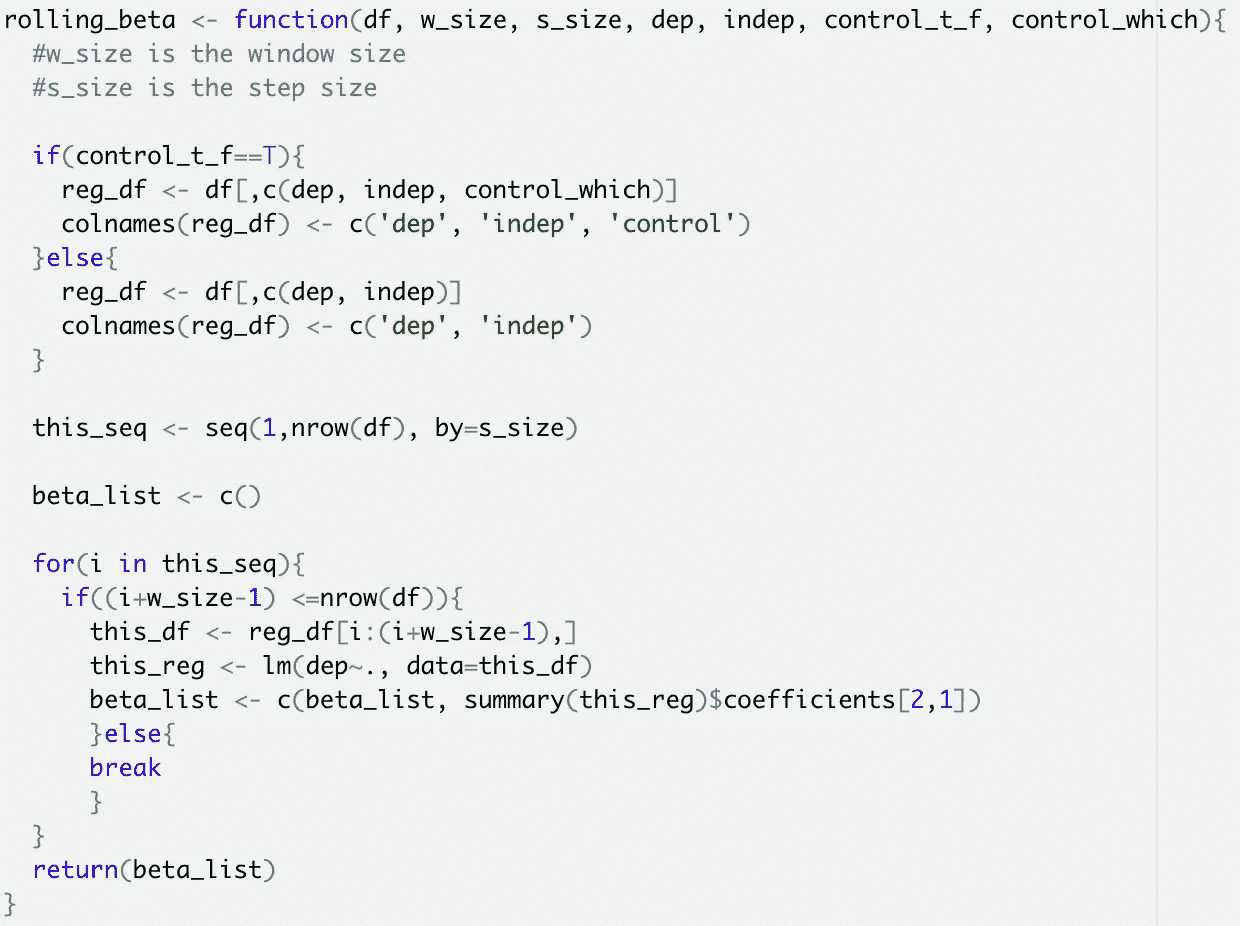 rolling_beta <- function(df, w_size, s_size, dep, indep, control_t_f, control_which){
  #w_size is the window size
  #s_size is the step size

  if(control_t_f==T){
    reg_df <- df[,c(dep, indep, control_which)]
    colnames(reg_df) <- c('dep', 'indep', 'control')
  }else{
    reg_df <- df[,c(dep, indep)]
    colnames(reg_df) <- c('dep', 'indep')
  }

  this_seq <- seq(1,nrow(df), by=s_size)

  beta_list <- c()

  for(i in this_seq){
    if((i+w_size-1) <=nrow(df)){
      this_df <- reg_df[i:(i+w_size-1),]
      this_reg <- lm(dep~., data=this_df)
      beta_list <- c(beta_list, summary(this_reg)$coefficients[2,1])
      }else{
      break
      }
  }
  return(beta_list)
}